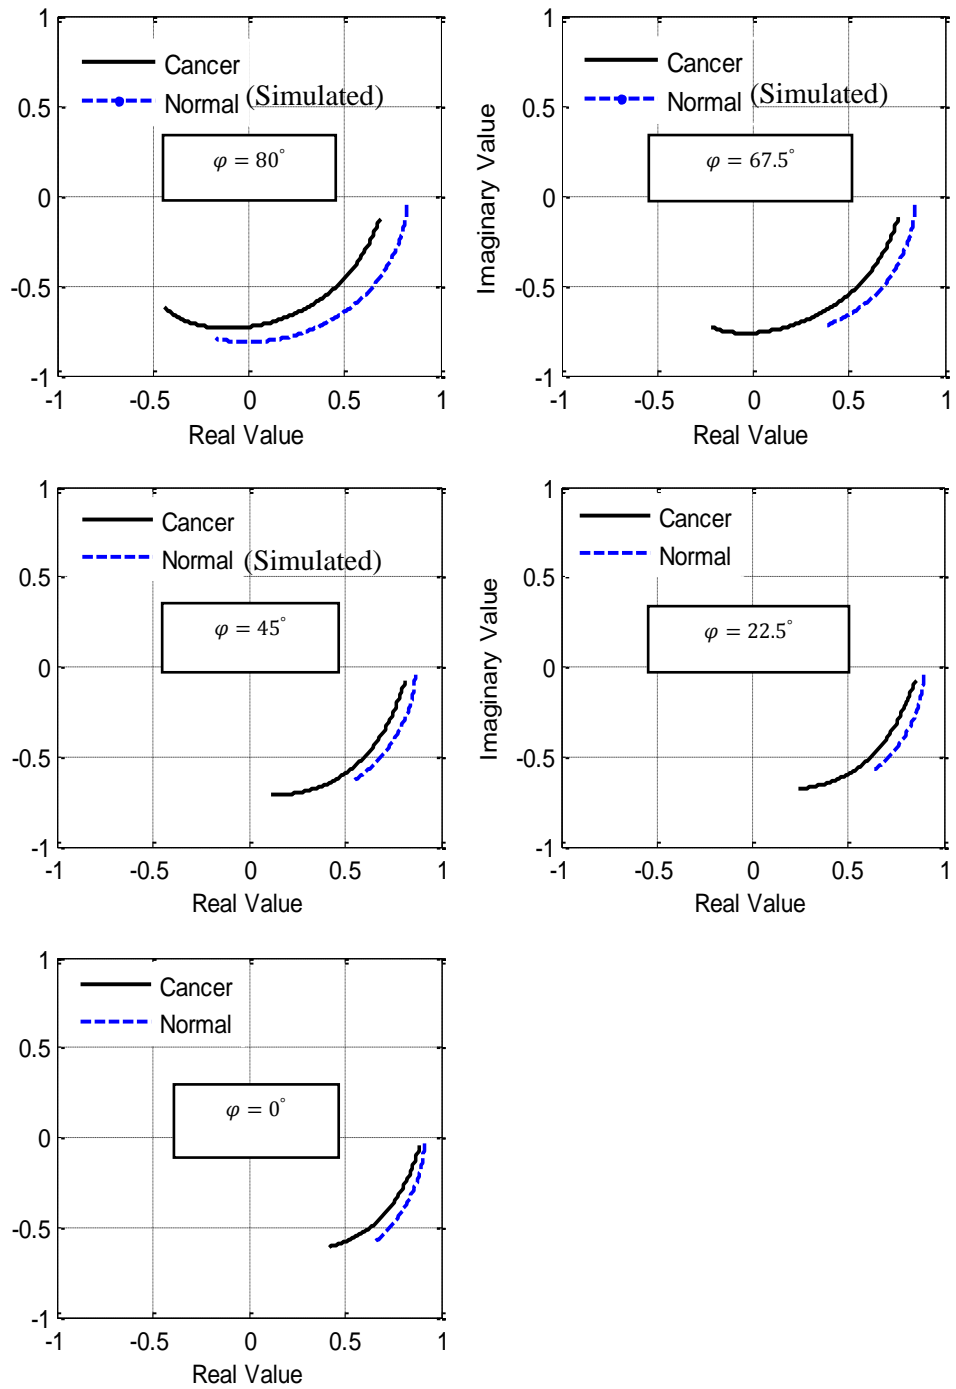 1
0.5
0
-0.5
-1
-1 -0.5 0 0.5 1
Real Value
Cancer
Normal (Simulated)
φ = 80°
1
0.5
0
-0.5
-1
-1 -0.5 0 0.5 1
Real Value
Imaginary Value
Cancer
Normal (Simulated)
φ = 67.5°
1
0.5
0
-0.5
-1
-1 -0.5 0 0.5 1
Real Value
Cancer
Normal (Simulated)
φ = 45°
1
0.5
0
-0.5
-1
-1 -0.5 0 0.5 1
Real Value
Imaginary Value
Cancer
Normal
φ = 22.5°
1
0.5
0
-0.5
-1
-1 -0.5 0 0.5 1
Real Value
Cancer
Normal
φ = 0°